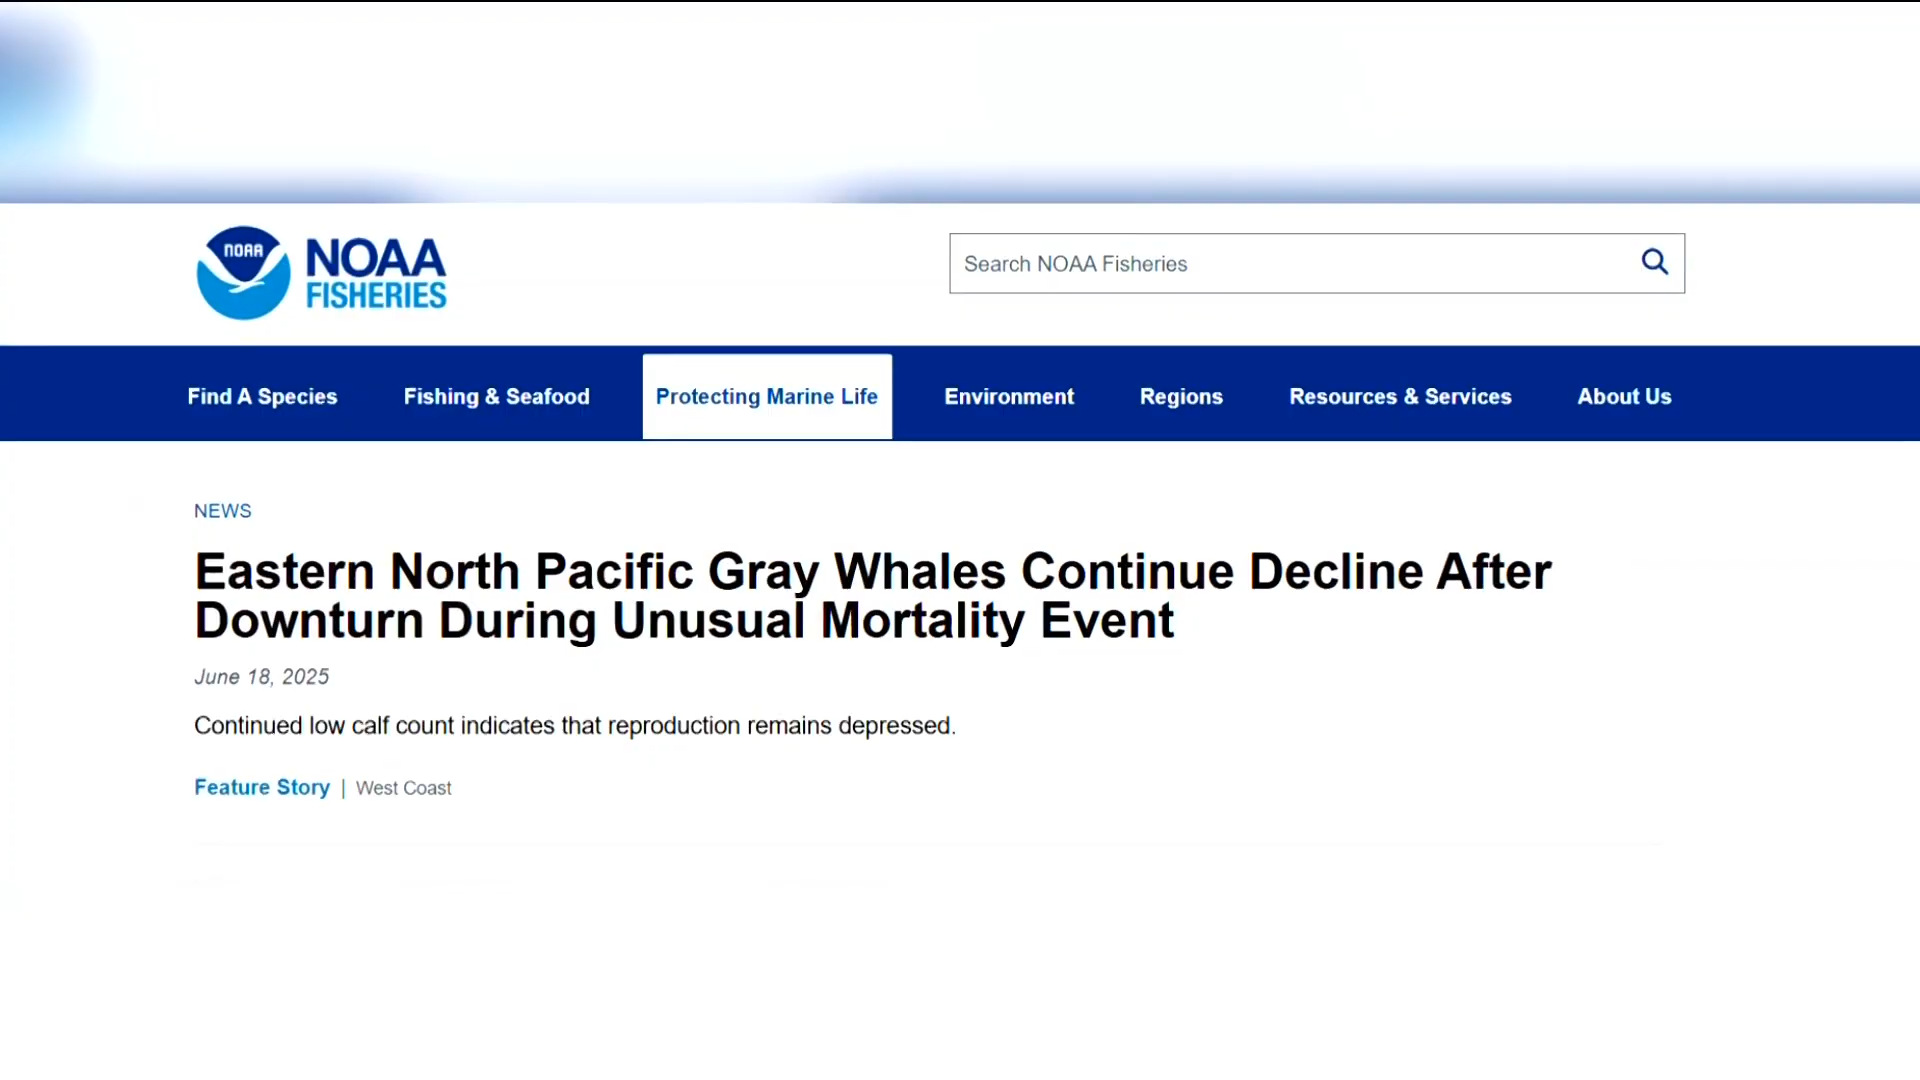 NOAA
NOAA
FISHERIES
Search NOAA Fisheries
Find A Species Fishing & Seafood Protecting Marine Life Environment Regions Resources & Services About Us
NEWS
Eastern North Pacific Gray Whales Continue Decline After
Downturn During Unusual Mortality Event
June 18, 2025
Continued low calf count indicates that reproduction remains depressed.
Feature Story | West Coast